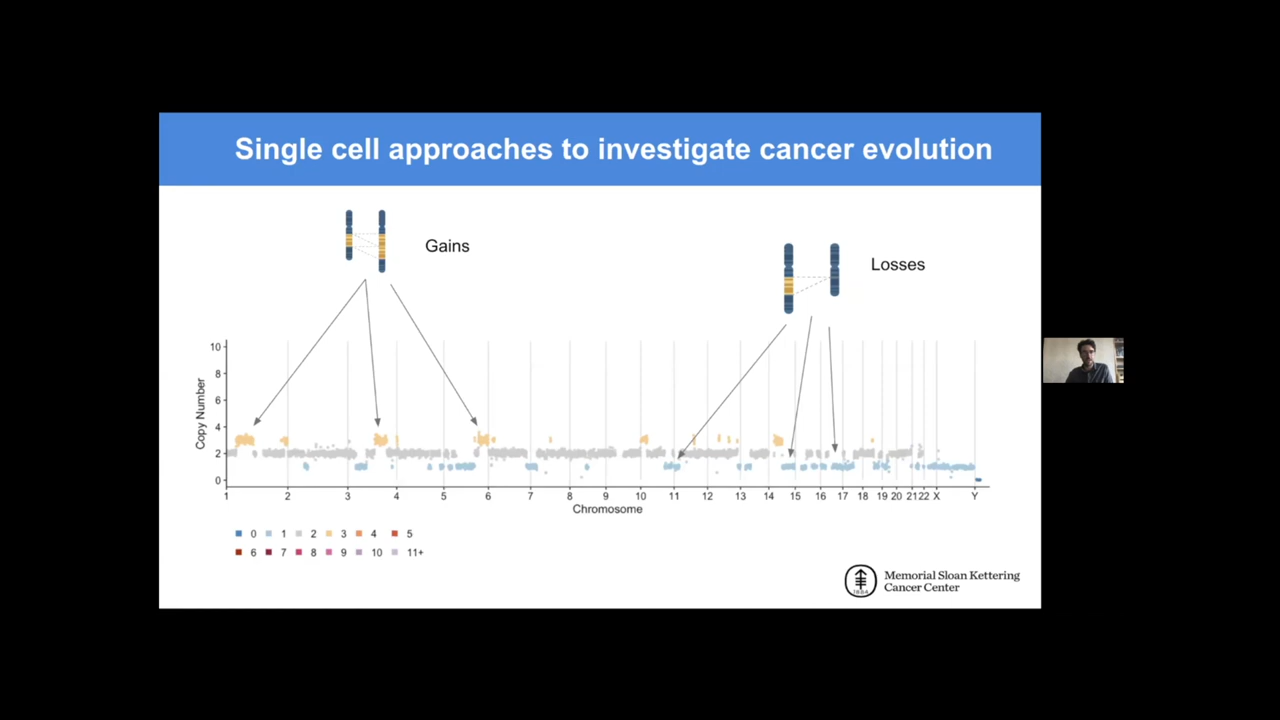 Single cell approaches to investigate cancer evolution
Gains
Losses
10
8
6
4
2
0
Copy Number
1 2 3 4 5 6 7 8 9 10 11 12 13 14 15 16 17 18 19 20 21 22 X Y
Chromosome
0 1 2 3 4 5
6 7 8 9 10 11+
Memorial Sloan Kettering
Cancer Center
1884